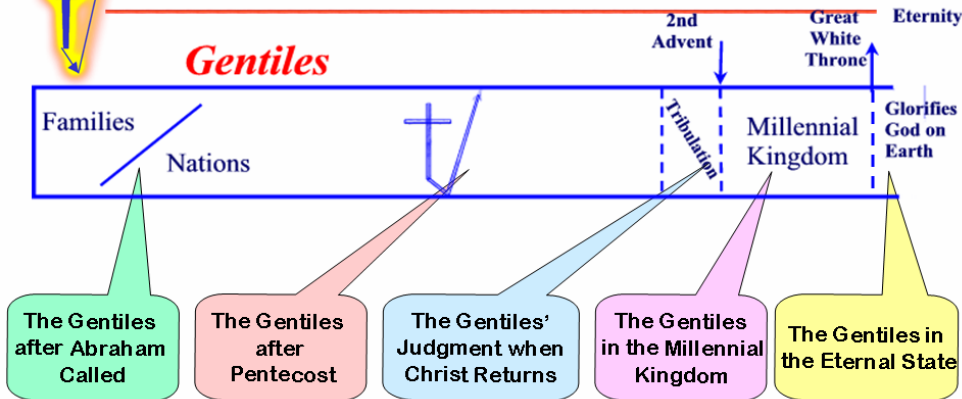 2nd
Advent
Great
White
Throne
Eternity
Gentiles
Families
Nations
Tribulation
Millennial
Kingdom
Glorifies
God on
Earth
The Gentiles
after Abraham
Called
The Gentiles
after
Pentecost
The Gentiles'
Judgment when
Christ Returns
The Gentiles
in the Millennial
Kingdom
The Gentiles in
the Eternal State